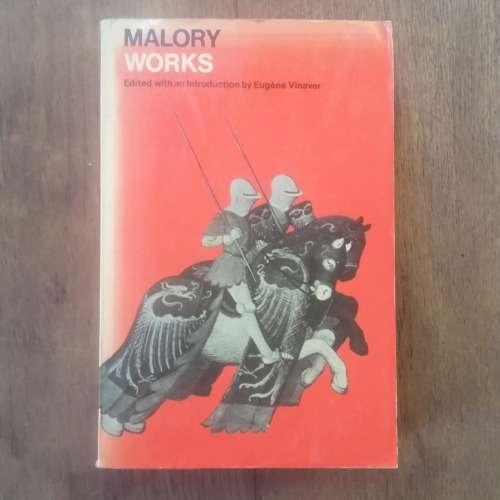 MALORY
WORKS
Edited with an Introduction by Eugène Vinaver